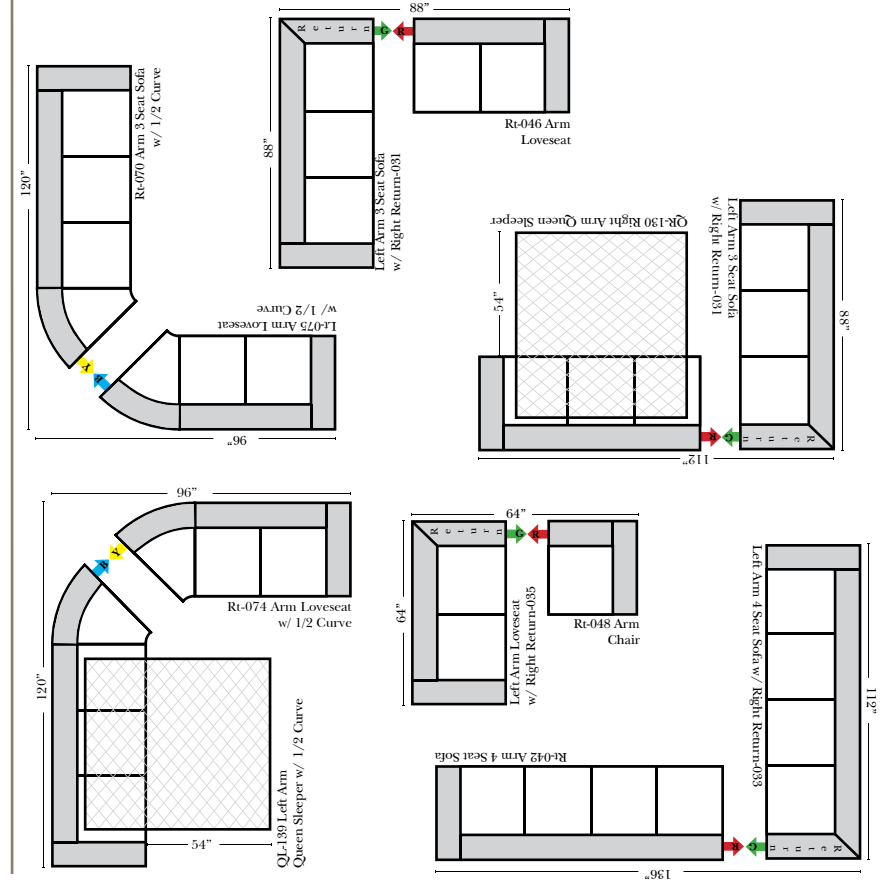 88”
R e t u r n
G
R
88”
Left Arm 3 Seat Sofa
w/ Right Return-031
Rt-046 Arm
Loveseat
120”
Rt-070 Arm 3 Seat Sofa
w/ 1/2 Curve
Y
B
Lt-075 Arm Loveseat
w/ 1/2 Curve
96”
QR-130 Right Arm Queen Sleeper
54”
Left Arm 3 Seat Sofa
w/ Right Return-031
88”
R
G
R e t u r n
112”
96”
B
Y
Rt-074 Arm Loveseat
w/ 1/2 Curve
120”
54”
QL-139 Left Arm
Queen Sleeper w/ 1/2 Curve
64”
R e t u r n
G
R
64”
Left Arm Loveseat
w/ Right Return-035
Rt-048 Arm
Chair
Left Arm 4 Seat Sofa w/ Right Return-033
112”
Rt-042 Arm 4 Seat Sofa
R
G
R e t u r n
136”